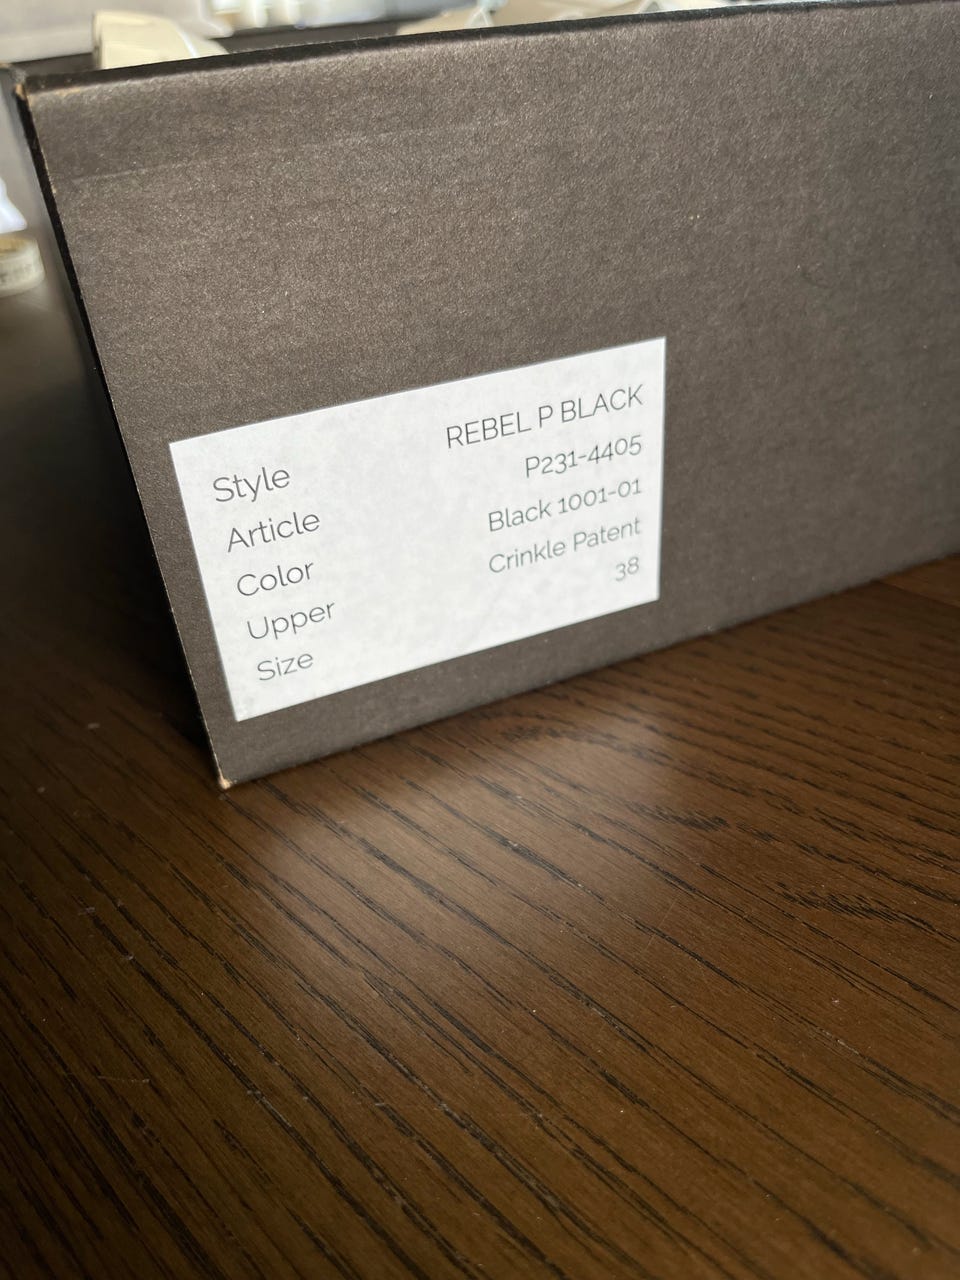 Style REBEL P BLACK
Article P231-4405
Color Black 1001-01
Upper Crinkle Patent
Size 38